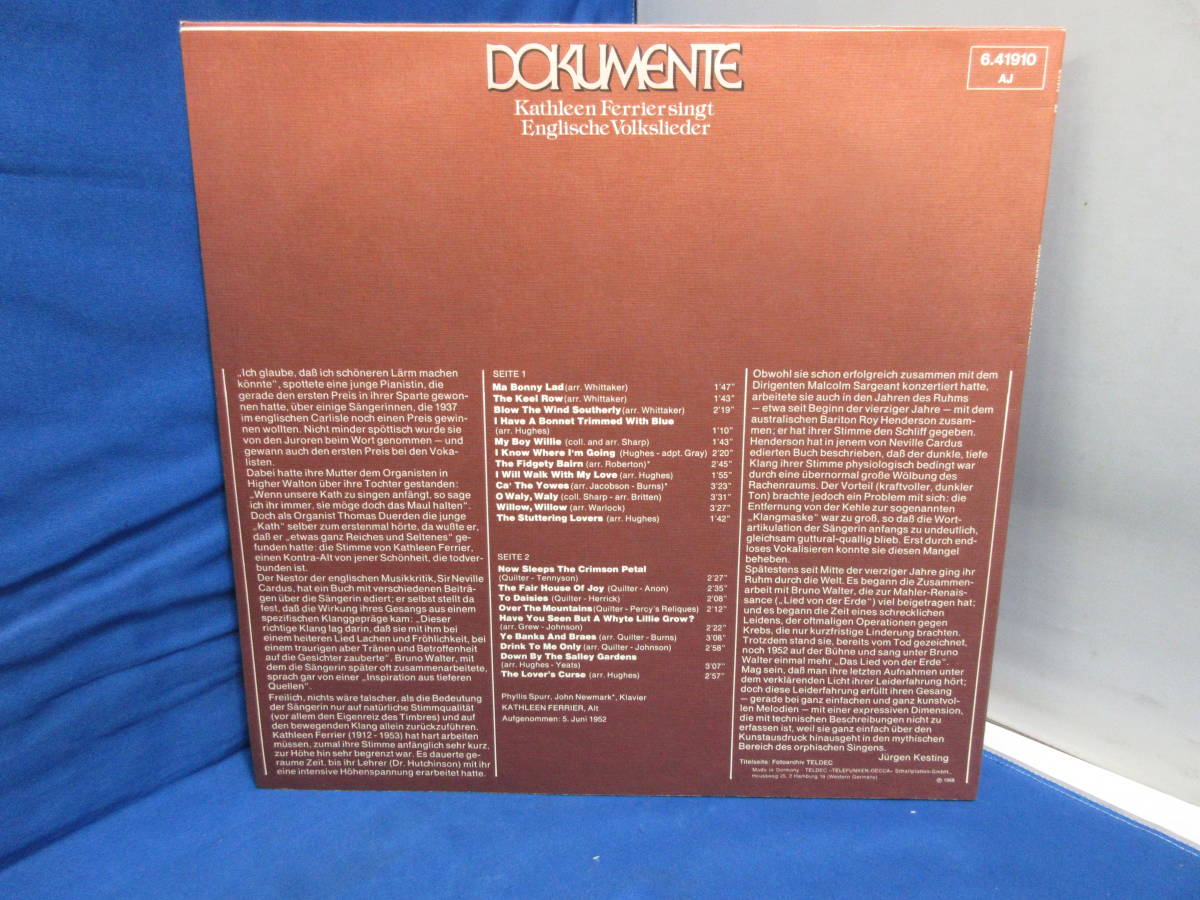 DOKUMENTE
Kathleen Ferrier singt
Englische Volkslieder
6.41910
AJ
„Ich glaube, daß ich schöneren Lärm machen
könnte", spottete eine junge Pianistin, die
gerade den ersten Preis in ihrer Sparte gewon-
nen hatte, über einige Sängerinnen, die 1937
im englischen Carlisle noch einen Preis gewin-
nen wollten. Nicht minder spöttisch wurde sie
von den Juroren beim Wort genommen – und
gewann auch den ersten Preis bei den Voka-
listen.
Dabei hatte ihre Mutter dem Organisten in
Higher Walton über ihre Tochter gestanden:
„Wenn unsere Kath zu singen anfängt, so sage
ich ihr immer, sie möge doch das Maul halten".
Doch als Organist Thomas Duerden die junge
„Kath" selber zum erstenmal hörte, da wußte er,
daß er „etwas ganz Reiches und Seltenes" ge-
funden hatte: die Stimme von Kathleen Ferrier,
einen Kontra-Alt von jener Schönheit, die todver-
bunden ist.
Der Nestor der englischen Musikkritik, Sir Neville
Cardus, hat ein Buch mit verschiedenen Beiträ-
gen über die Sängerin ediert; er selbst stellt da
fest, daß die Wirkung ihres Gesangs aus einem
spezifischen Klanggepräge kam: „Dieser
richtige Klang lag darin, daß sie mit ihm bei
einem heiteren Lied Lachen und Fröhlichkeit, bei
einem traurigen aber Tränen und Betroffenheit
auf die Gesichter zauberte". Bruno Walter, mit
dem die Sängerin später oft zusammenarbeitete,
sprach gar von einer „Inspiration aus tieferen
Quellen".
Freilich, nichts wäre falscher, als die Bedeutung
der Sängerin nur auf natürliche Stimmqualität
(vor allem den Eigenreiz des Timbres) und auf
den bewegenden Klang allein zurückzuführen.
Kathleen Ferrier (1912 - 1953) hat hart arbeiten
müssen, zumal ihre Stimme anfänglich sehr kurz,
zur Höhe hin sehr begrenzt war. Es dauerte ge-
raume Zeit, bis ihr Lehrer (Dr. Hutchinson) mit ihr
eine intensive Höhenspannung erarbeitet hatte.
SEITE 1
Ma Bonny Lad (arr. Whittaker) 1'47"
The Keel Row (arr. Whittaker) 1'43"
Blow The Wind Southerly (arr. Whittaker) 2'19"
I Have A Bonnet Trimmed With Blue
(arr. Hughes) 1'10"
My Boy Willie (coll. and arr. Sharp) 1'43"
I Know Where I'm Going (Hughes - adpt. Gray) 2'20"
The Fidgety Bairn (arr. Roberton)* 2'45"
I Will Walk With My Love (arr. Hughes) 1'55"
Ca' The Yowes (arr. Jacobson - Burns)* 3'23"
O Waly, Waly (coll. Sharp - arr. Britten) 3'31"
Willow, Willow (arr. Warlock) 3'27"
The Stuttering Lovers (arr. Hughes) 1'42"
SEITE 2
Now Sleeps The Crimson Petal
(Quilter - Tennyson) 2'27"
The Fair House Of Joy (Quilter - Anon) 2'35"
To Daisies (Quilter - Herrick) 2'08"
Over The Mountains (Quilter - Percy's Reliques) 2'12"
Have You Seen But A Whyte Lillie Grow?
(arr. Grew - Johnson) 2'22"
Ye Banks And Braes (arr. Quilter - Burns) 3'08"
Drink To Me Only (arr. Quilter - Johnson) 2'58"
Down By The Salley Gardens
(arr. Hughes - Yeats) 3'07"
The Lover's Curse (arr. Hughes) 2'57"
Phyllis Spurr, John Newmark*, Klavier
KATHLEEN FERRIER, Alt
Aufgenommen: 5. Juni 1952
Obwohl sie schon erfolgreich zusammen mit dem
Dirigenten Malcolm Sargeant konzertiert hatte,
arbeitete sie auch in den Jahren des Ruhms
– etwa seit Beginn der vierziger Jahre – mit dem
australischen Bariton Roy Henderson zusam-
men; er hat ihrer Stimme den Schliff gegeben.
Henderson hat in jenem von Neville Cardus
edierten Buch beschrieben, daß der dunkle, tiefe
Klang ihrer Stimme physiologisch bedingt war
durch eine übernormal große Wölbung des
Rachenraums. Der Vorteil (kraftvoller, dunkler
Ton) brachte jedoch ein Problem mit sich: die
Entfernung von der Kehle zur sogenannten
„Klangmaske" war zu groß, so daß die Wort-
artikulation der Sängerin anfangs zu undeutlich,
gleichsam guttural-quallig blieb. Erst durch end-
loses Vokalisieren konnte sie diesen Mangel
beheben.
Spätestens seit Mitte der vierziger Jahre ging ihr
Ruhm durch die Welt. Es begann die Zusammen-
arbeit mit Bruno Walter, die zur Mahler-Renais-
sance („Lied von der Erde") viel beigetragen hat;
und es begann die Zeit eines schrecklichen
Leidens, der oftmaligen Operationen gegen
Krebs, die nur kurzfristige Linderung brachten.
Trotzdem stand sie, bereits vom Tod gezeichnet,
noch 1952 auf der Bühne und sang unter Bruno
Walter einmal mehr „Das Lied von der Erde".
Mag sein, daß man ihre letzten Aufnahmen unter
dem verklärenden Licht ihrer Leiderfahrung hört;
doch diese Leiderfahrung erfüllt ihren Gesang
– gerade bei ganz einfachen und ganz kunstvol-
len Melodien – mit einer expressiven Dimension,
die mit technischen Beschreibungen nicht zu
erfassen ist, weil sie ganz einfach über den
Kunstausdruck hinausgeht in den mythischen
Bereich des orphischen Singens.
Jürgen Kesting
Titelseite: Fotoarchiv TELDEC
Made in Germany - TELDEC »TELEFUNKEN-DECCA« Schallplatten-GmbH.,
Heussweg 25, 2 Hamburg 19 (Western Germany)